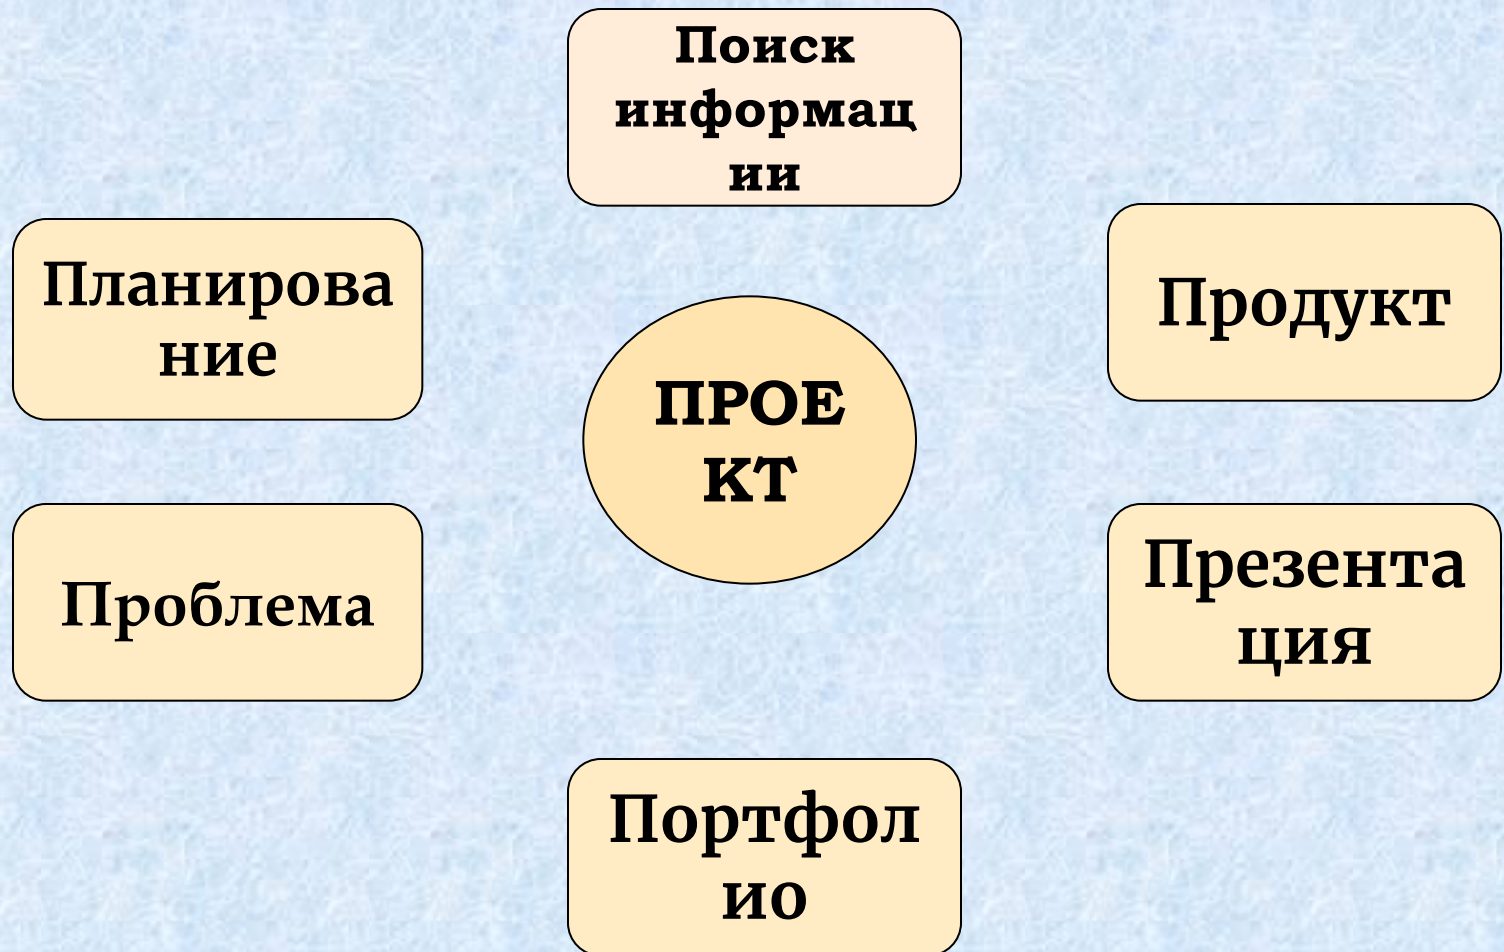 Поиск
информац
ии
Планирова
ние
Продукт
ПРОЕ
КТ
Проблема
Презента
ция
Портфол
ио